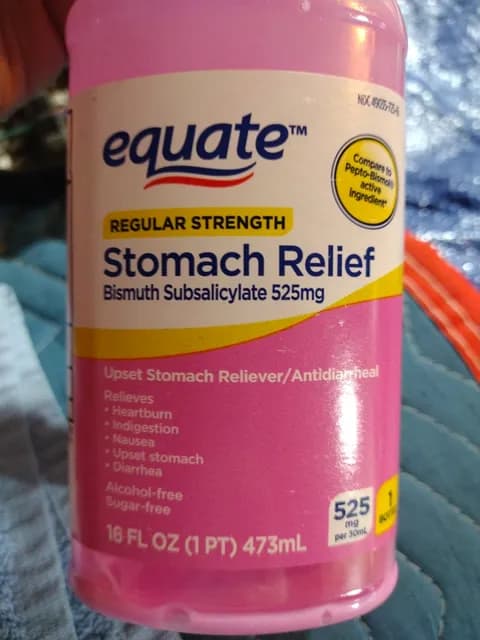 equate™
Compare to
Pepto-Bismol®
active
ingredient*
REGULAR STRENGTH
Stomach Relief
Bismuth Subsalicylate 525mg
Upset Stomach Reliever/Antidiarrheal
Relieves
• Heartburn
• Indigestion
• Nausea
• Upset stomach
• Diarrhea
Alcohol-free
Sugar-free
525
mg
per 30mL
1
16 FL OZ (1 PT) 473mL